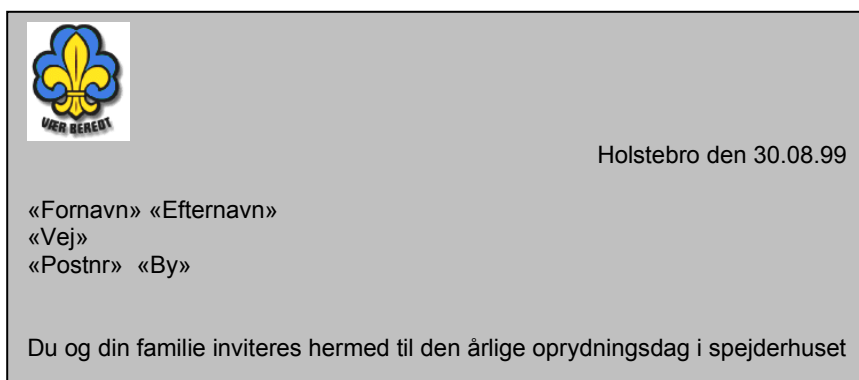 VÆR BEREDT
Holstebro den 30.08.99
«Fornavn» «Efternavn»
«Vej»
«Postnr»  «By»
Du og din familie inviteres hermed til den årlige oprydningsdag i spejderhuset